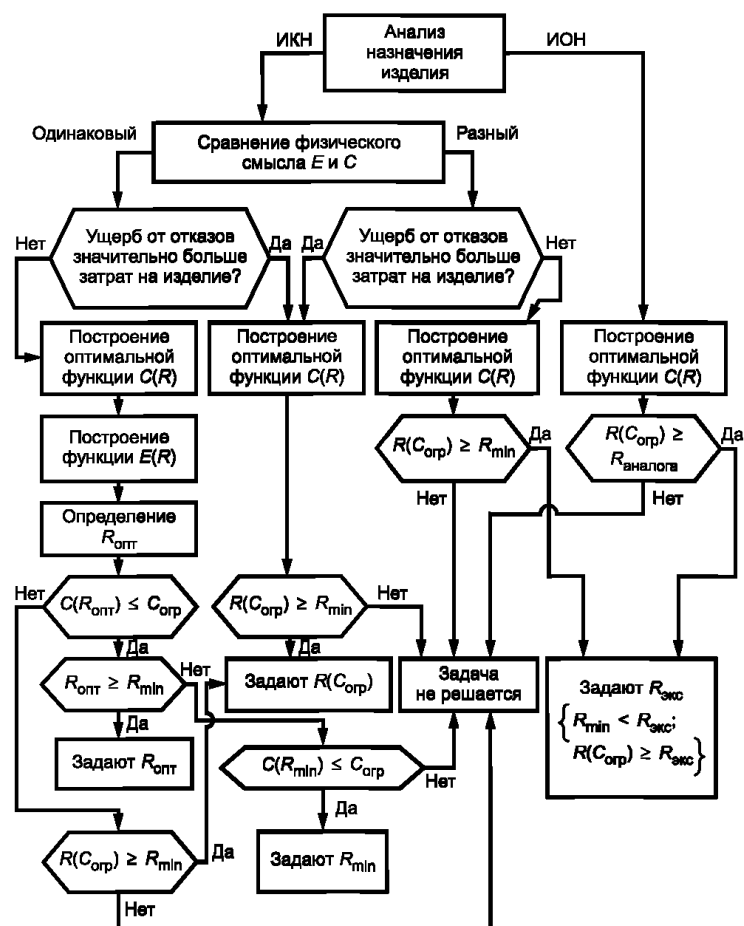 ИКН
Анализ
назначения
изделия
ИОН
Одинаковый
Сравнение физического
смысла E и C
Разный
Нет
Ущерб от отказов
значительно больше
затрат на изделие?
Да
Да
Ущерб от отказов
значительно больше
затрат на изделие?
Нет
Построение
оптимальной
функции C(R)
Построение
оптимальной
функции C(R)
Построение
оптимальной
функции C(R)
Построение
оптимальной
функции C(R)
Построение
функции E(R)
R(Cогр) ≥ Rmin
Да
Нет
R(Cогр) ≥
Rаналога
Да
Нет
Определение
Rопт
Нет
C(Rопт) ≤ Cогр
Да
R(Cогр) ≥ Rmin
Нет
Да
Rопт ≥ Rmin
Нет
Да
Задают R(Cогр)
Задача
не решается
Задают Rэкс
{Rmin < Rэкс;
R(Cогр) ≥ Rэкс}
Задают Rопт
C(Rmin) ≤ Cогр
Нет
Да
R(Cогр) ≥ Rmin
Да
Нет
Задают Rmin